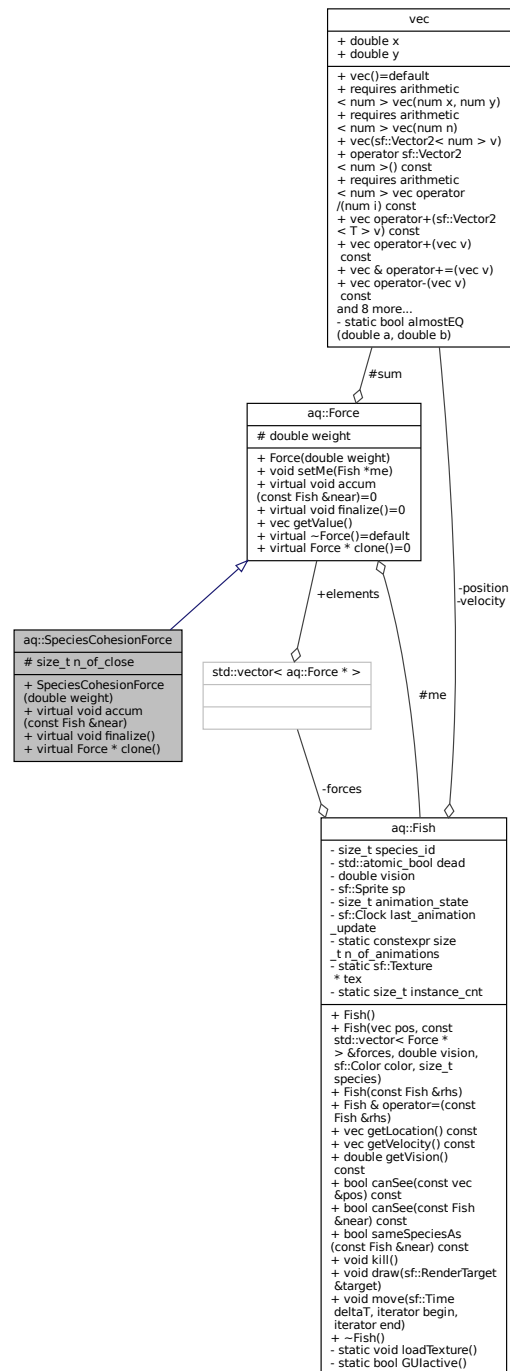 vec
+ double x
+ double y
+ vec()=default
+ requires arithmetic
< num > vec(num x, num y)
+ requires arithmetic
< num > vec(num n)
+ vec(sf::Vector2< num > v)
+ operator sf::Vector2
< num >() const
+ requires arithmetic
< num > vec operator
/(num i) const
+ vec operator+(sf::Vector2
< T > v) const
+ vec operator+(vec v)
const
+ vec & operator+=(vec v)
+ vec operator-(vec v)
const
and 8 more...
- static bool almostEQ
(double a, double b)
#sum
aq::Force
# double weight
+ Force(double weight)
+ void setMe(Fish *me)
+ virtual void accum
(const Fish &near)=0
+ virtual void finalize()=0
+ vec getValue()
+ virtual ~Force()=default
+ virtual Force * clone()=0
+elements
-position
-velocity
aq::SpeciesCohesionForce
# size_t n_of_close
+ SpeciesCohesionForce
(double weight)
+ virtual void accum
(const Fish &near)
+ virtual void finalize()
+ virtual Force * clone()
std::vector< aq::Force * >
#me
-forces
aq::Fish
- size_t species_id
- std::atomic_bool dead
- double vision
- sf::Sprite sp
- size_t animation_state
- sf::Clock last_animation
_update
- static constexpr size
_t n_of_animations
- static sf::Texture
* tex
- static size_t instance_cnt
+ Fish()
+ Fish(vec pos, const
std::vector< Force *
> &forces, double vision,
sf::Color color, size_t
species)
+ Fish(const Fish &rhs)
+ Fish & operator=(const
Fish &rhs)
+ vec getLocation() const
+ vec getVelocity() const
+ double getVision()
const
+ bool canSee(const vec
&pos) const
+ bool canSee(const Fish
&near) const
+ bool sameSpeciesAs
(const Fish &near) const
+ void kill()
+ void draw(sf::RenderTarget
&target)
+ void move(sf::Time
deltaT, iterator begin,
iterator end)
+ ~Fish()
- static void loadTexture()
- static bool GUIactive()